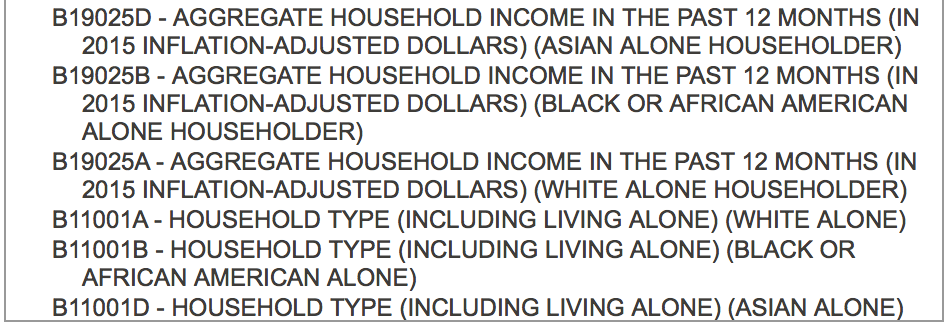 B19025D - AGGREGATE HOUSEHOLD INCOME IN THE PAST 12 MONTHS (IN
2015 INFLATION-ADJUSTED DOLLARS) (ASIAN ALONE HOUSEHOLDER)
B19025B - AGGREGATE HOUSEHOLD INCOME IN THE PAST 12 MONTHS (IN
2015 INFLATION-ADJUSTED DOLLARS) (BLACK OR AFRICAN AMERICAN
ALONE HOUSEHOLDER)
B19025A - AGGREGATE HOUSEHOLD INCOME IN THE PAST 12 MONTHS (IN
2015 INFLATION-ADJUSTED DOLLARS) (WHITE ALONE HOUSEHOLDER)
B11001A - HOUSEHOLD TYPE (INCLUDING LIVING ALONE) (WHITE ALONE)
B11001B - HOUSEHOLD TYPE (INCLUDING LIVING ALONE) (BLACK OR
AFRICAN AMERICAN ALONE)
B11001D - HOUSEHOLD TYPE (INCLUDING LIVING ALONE) (ASIAN ALONE)